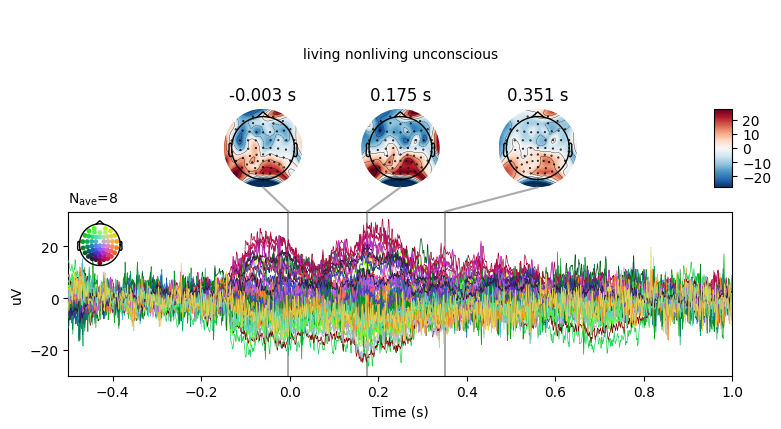 living nonliving unconscious
-0.003 s 0.175 s 0.351 s
20
10
0
−10
−20
Nave=8
20
0
−20
uV
−0.4 −0.2 0.0 0.2 0.4 0.6 0.8 1.0
Time (s)